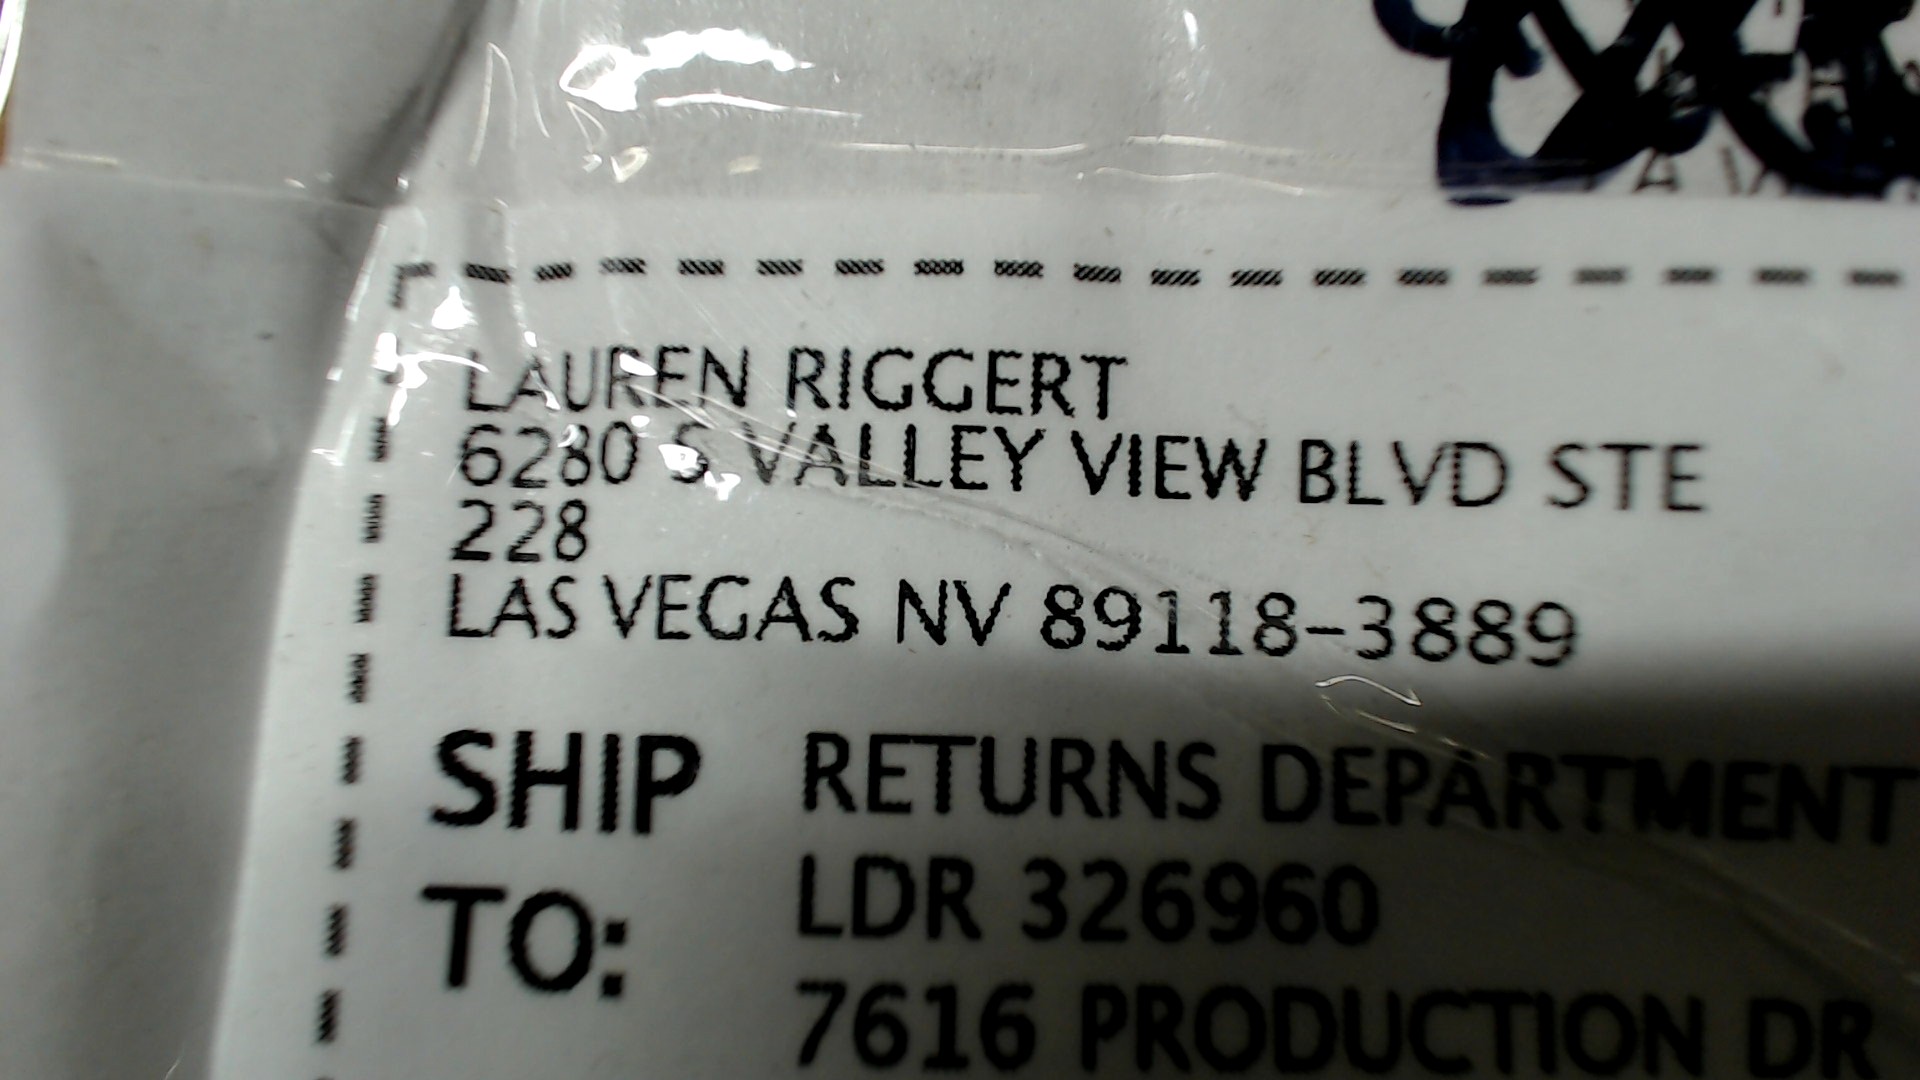 LAUREN RIGGERT
6280 S VALLEY VIEW BLVD STE
228
LAS VEGAS NV 89118-3889
SHIP TO:
RETURNS DEPARTMENT
LDR 326960
7616 PRODUCTION DR